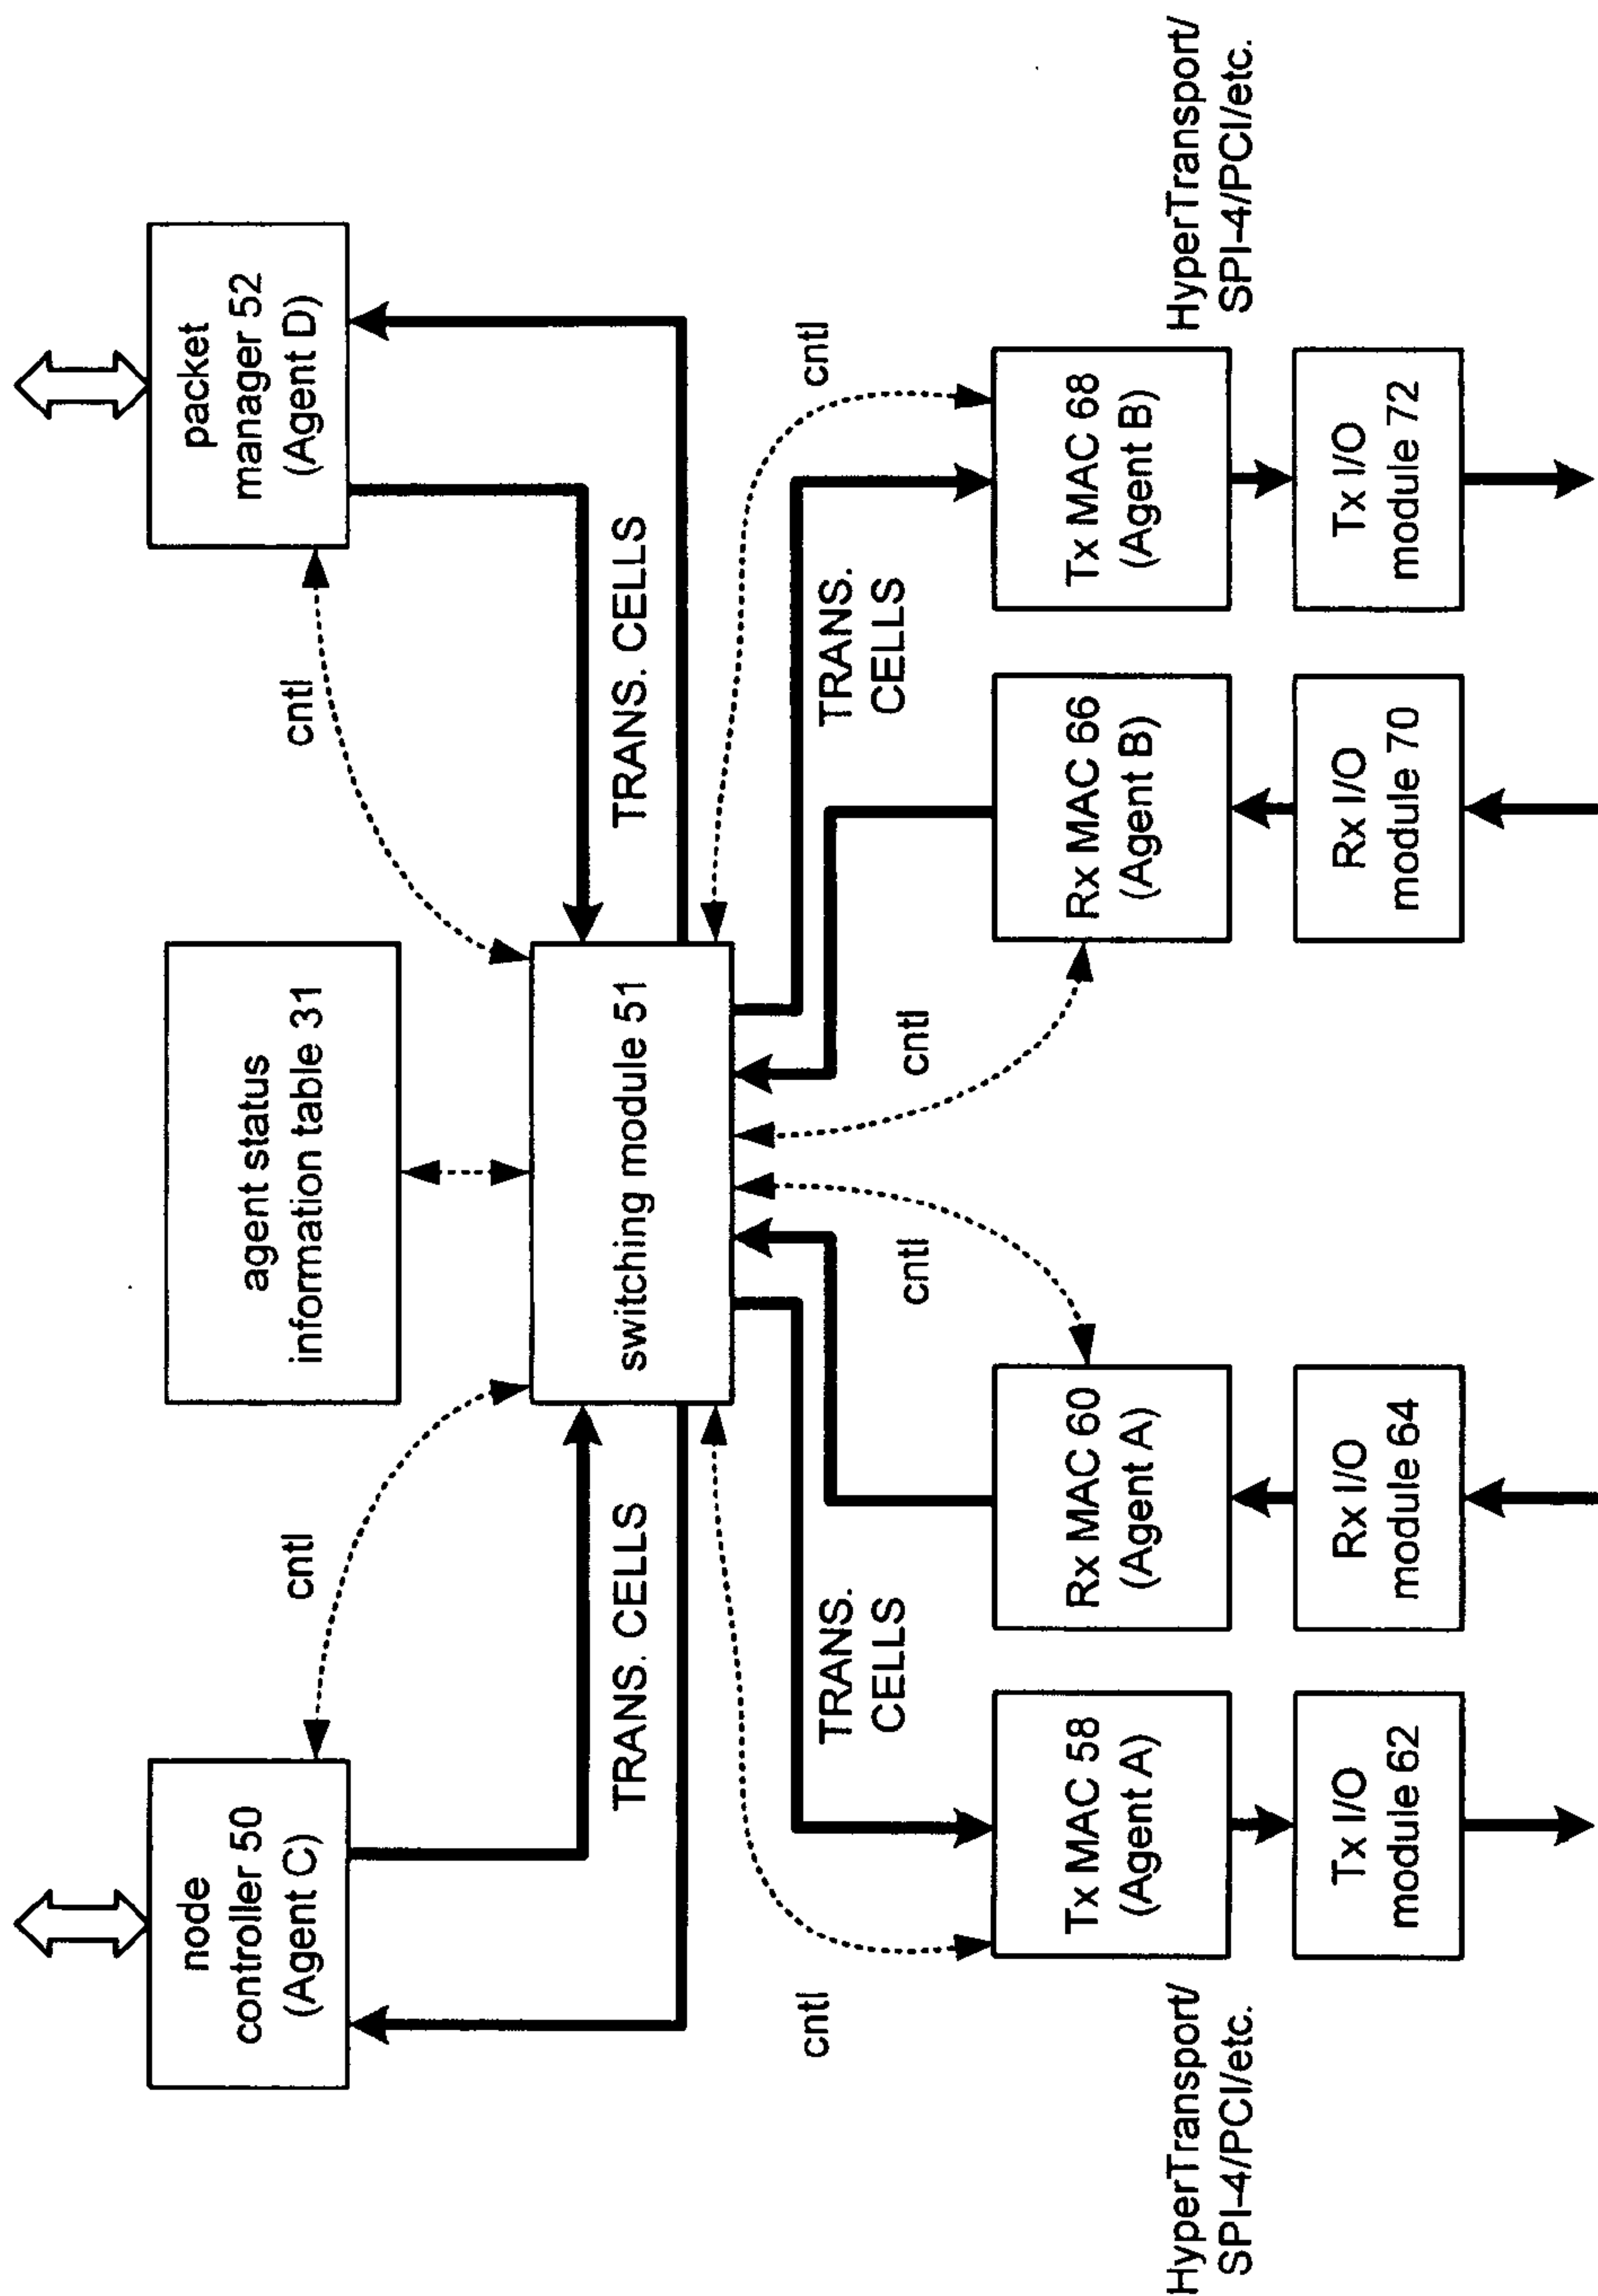 node
controller 50
(Agent C)
cntl
agent status
information table 31
cntl
packet
manager 52
(Agent D)
TRANS. CELLS
switching module 51
TRANS. CELLS
cntl
TRANS.
CELLS
cntl
cntl
TRANS.
CELLS
cntl
Tx MAC 58
(Agent A)
Rx MAC 60
(Agent A)
Rx MAC 66
(Agent B)
Tx MAC 68
(Agent B)
HyperTransport/
SPI-4/PCI/etc.
Tx I/O
module 62
Rx I/O
module 64
Rx I/O
module 70
Tx I/O
module 72
HyperTransport/
SPI-4/PCI/etc.